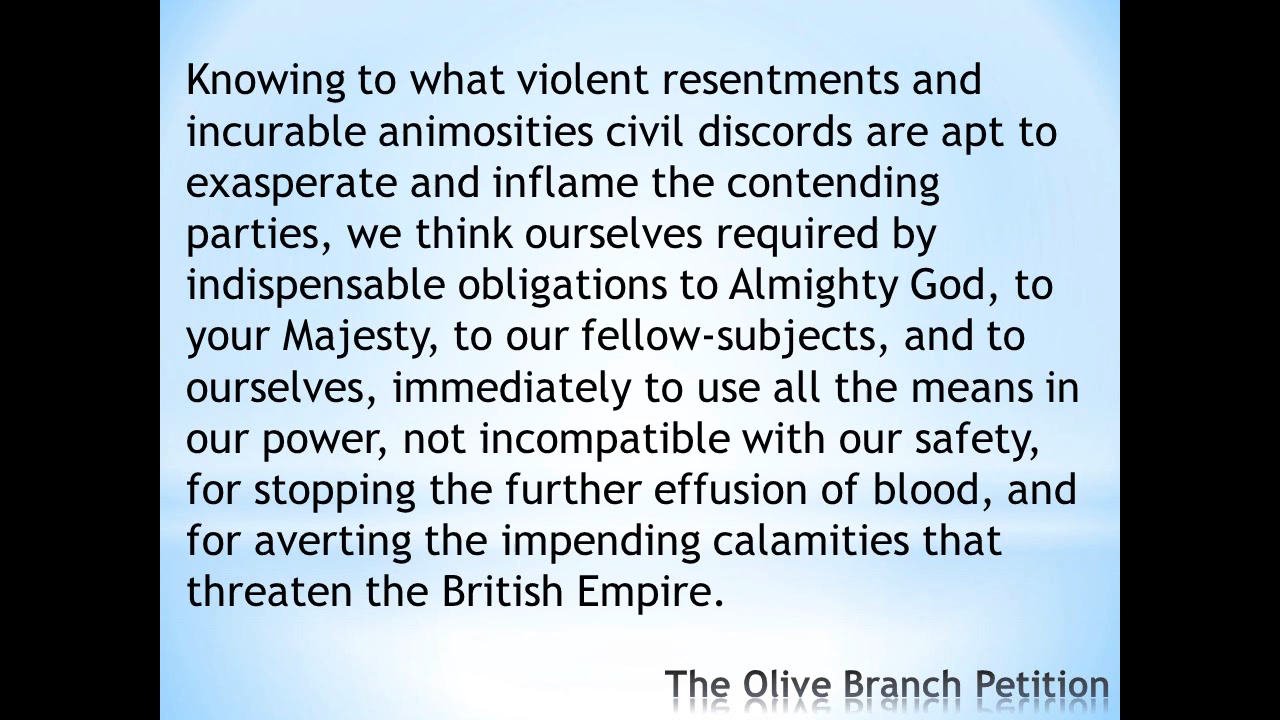 Knowing to what violent resentments and
incurable animosities civil discords are apt to
exasperate and inflame the contending
parties, we think ourselves required by
indispensable obligations to Almighty God, to
your Majesty, to our fellow-subjects, and to
ourselves, immediately to use all the means in
our power, not incompatible with our safety,
for stopping the further effusion of blood, and
for averting the impending calamities that
threaten the British Empire.
The Olive Branch Petition